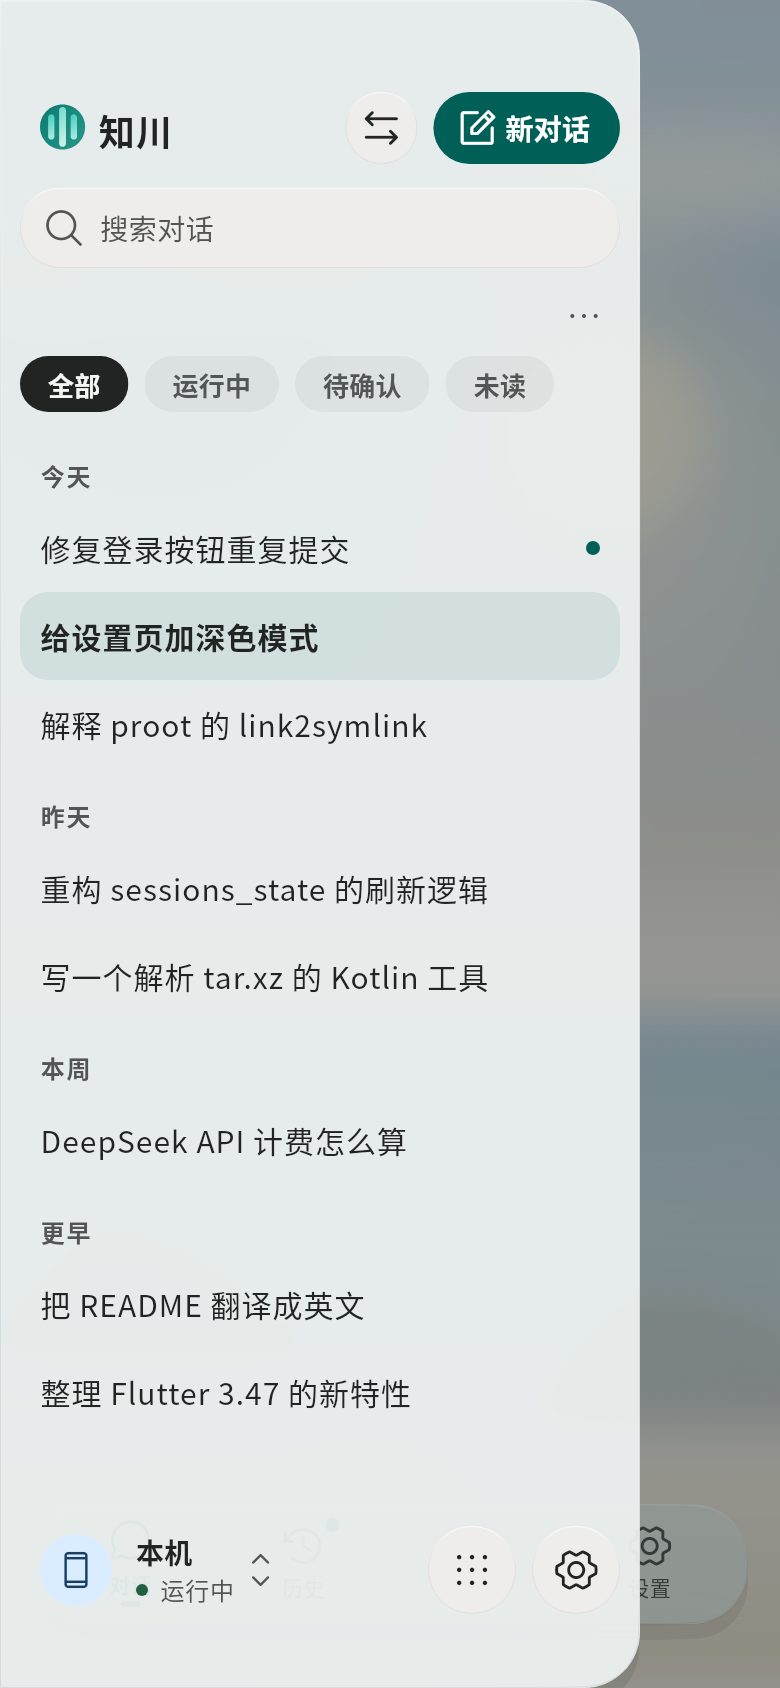 知川
新对话
搜索对话
...
全部 运行中 待确认 未读
今天
修复登录按钮重复提交
给设置页加深色模式
解释 proot 的 link2symlink
昨天
重构 sessions_state 的刷新逻辑
写一个解析 tar.xz 的 Kotlin 工具
本周
DeepSeek API 计费怎么算
更早
把 README 翻译成英文
整理 Flutter 3.47 的新特性
本机
运行中
历史
设置